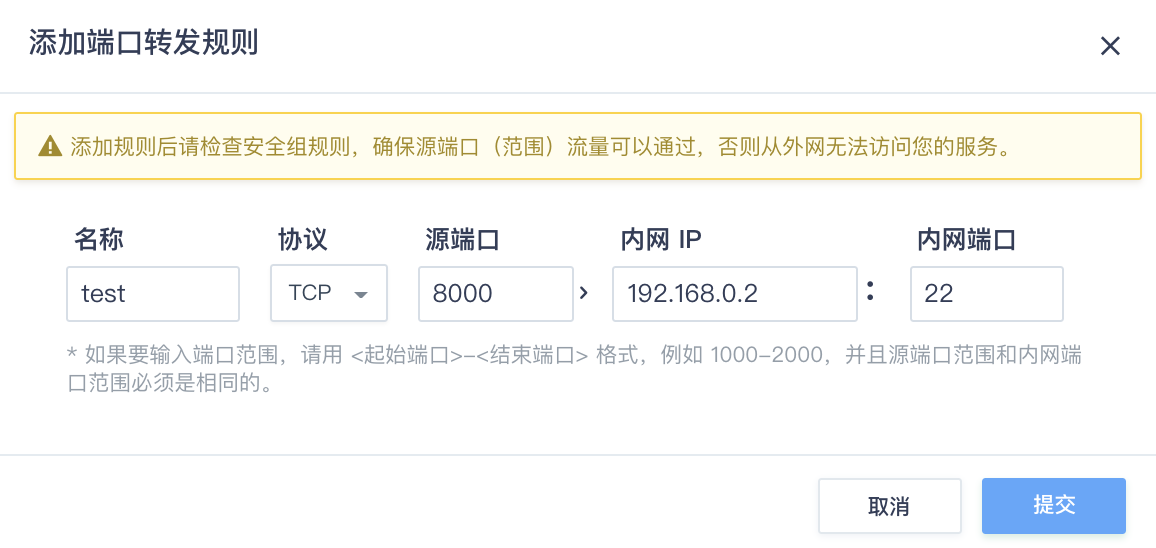 添加端口转发规则
添加规则后请检查安全组规则，确保源端口（范围）流量可以通过，否则从外网无法访问您的服务。
名称 协议 源端口 内网 IP 内网端口
test TCP 8000 › 192.168.0.2 : 22
* 如果要输入端口范围，请用 <起始端口>-<结束端口> 格式，例如 1000-2000，并且源端口范围和内网端
口范围必须是相同的。
取消 提交